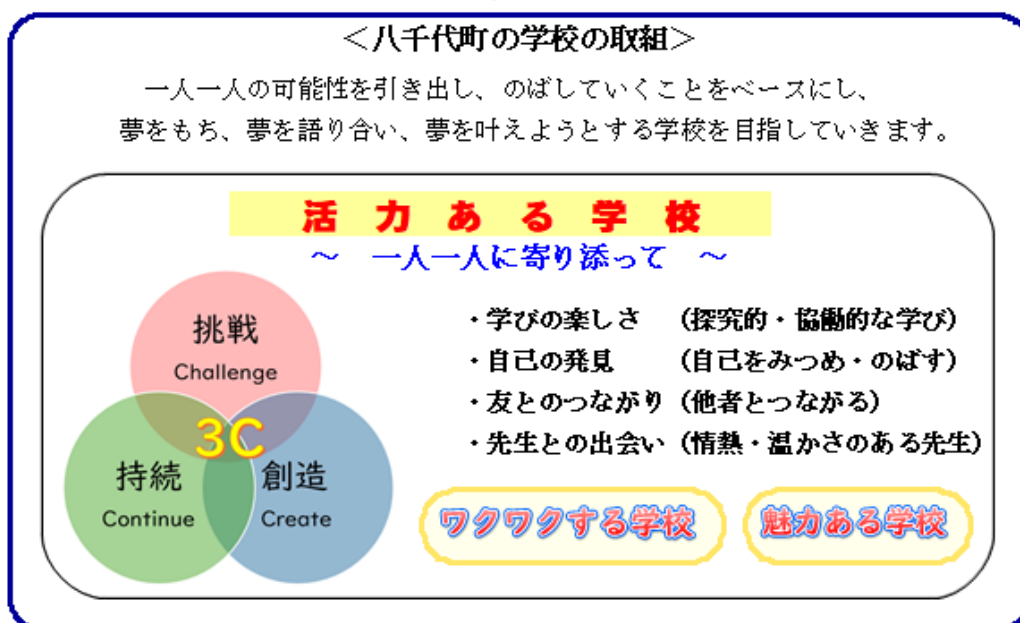 ＜八千代町の学校の取組＞
一人一人の可能性を引き出し、のばしていくことをベースにし、
夢をもち、夢を語り合い、夢を叶えようとする学校を目指していきます。
活力ある学校
～　一人一人に寄り添って　～
挑戦
Challenge
3C
持続
Continue
創造
Create
・学びの楽しさ　（探究的・協働的な学び）
・自己の発見　（自己をみつめ・のばす）
・友とのつながり（他者とつながる）
・先生との出会い（情熱・温かさのある先生）
ワクワクする学校
魅力ある学校